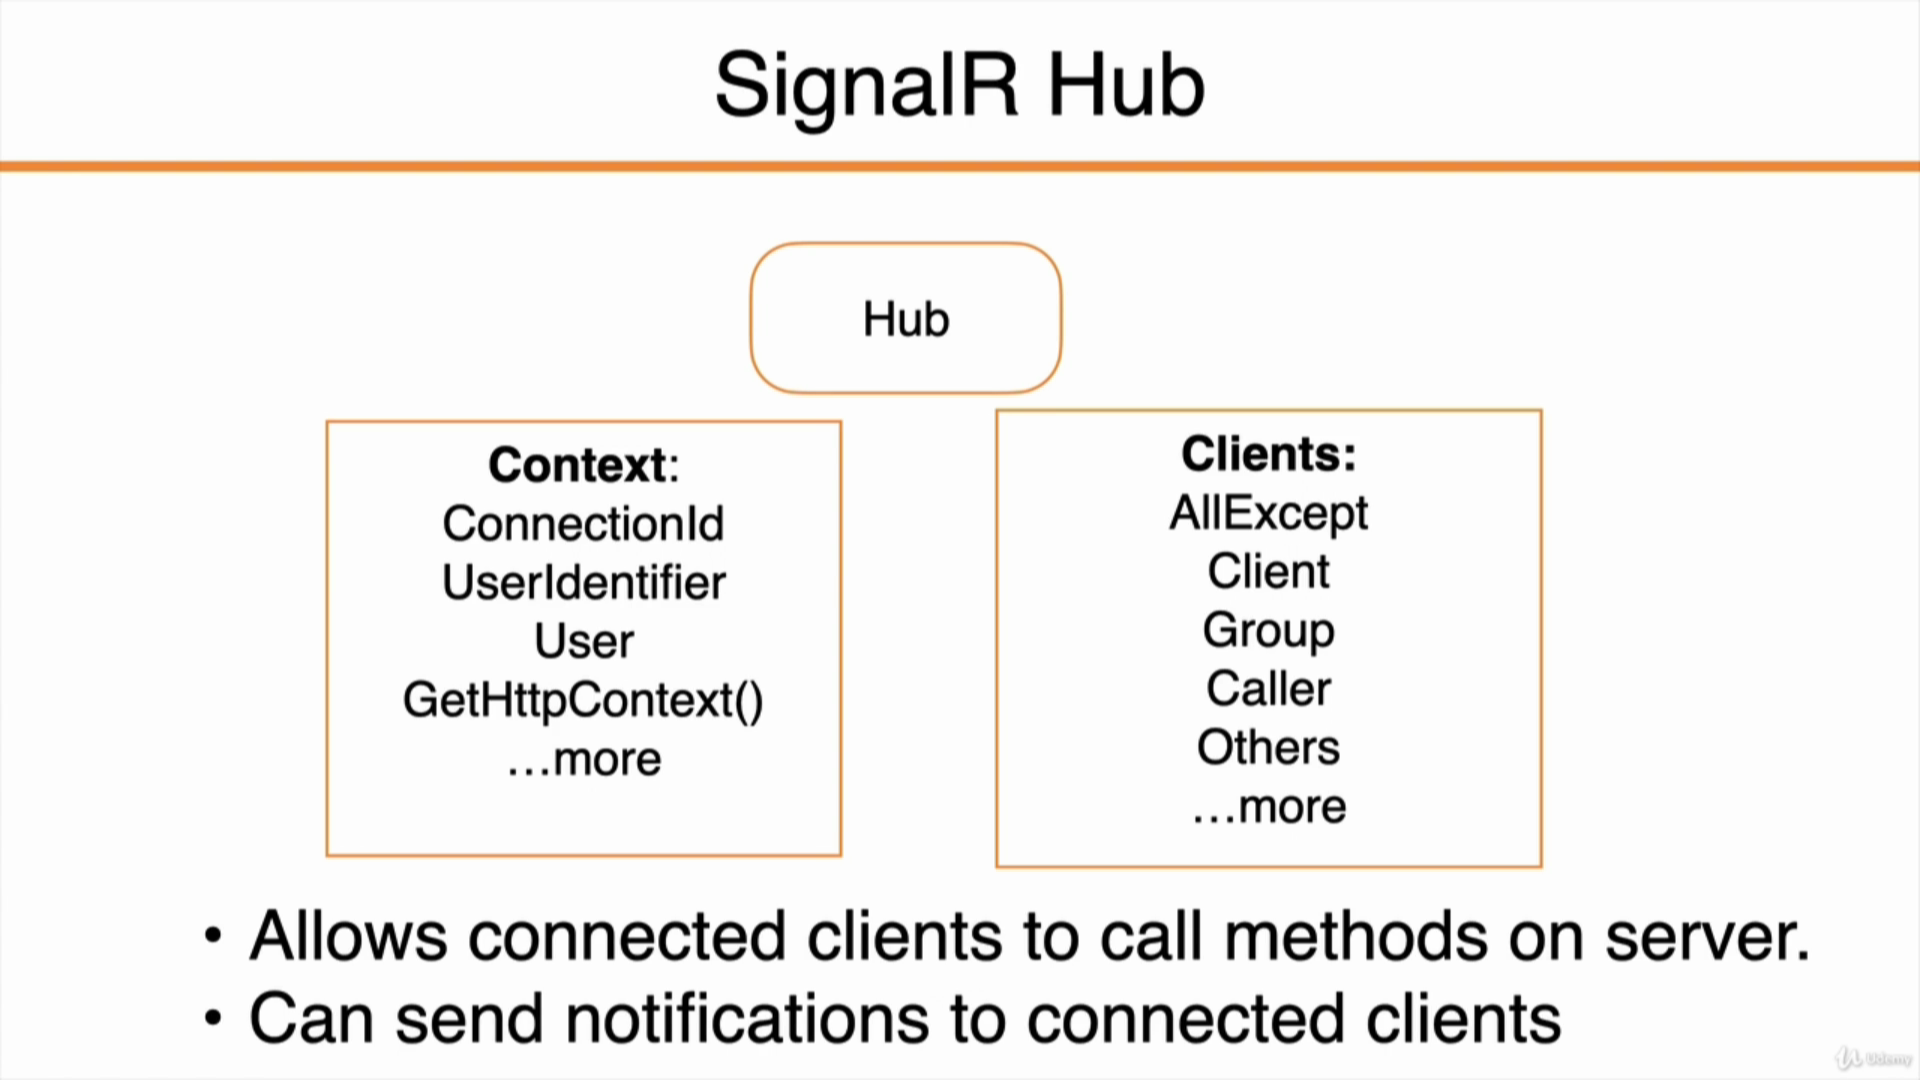 SignalR Hub
Hub
Context:
ConnectionId
UserIdentifier
User
GetHttpContext()
…more
Clients:
AllExcept
Client
Group
Caller
Others
…more
• Allows connected clients to call methods on server.
• Can send notifications to connected clients
Udemy